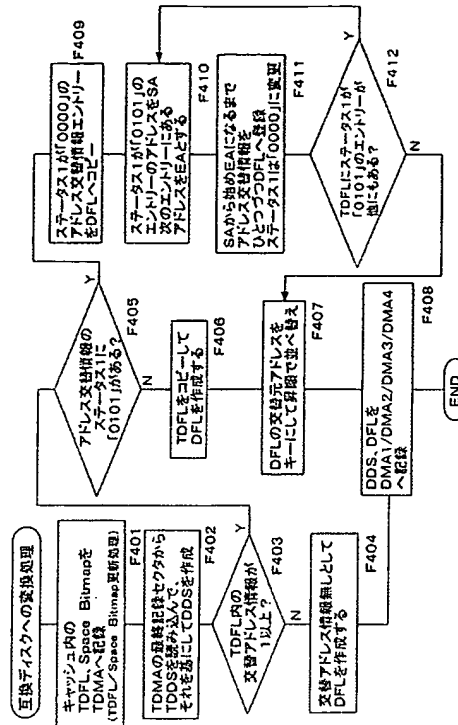 互換ディスクへの変換処理
キャッシュ内の
TDFL、Space Bitmapを
TDMAへ記録
(TDFL/Space Bitmap更新処理)
F401
TDMAの最終記録セクタから
TDDSを読み込んで、
それを基にしてDDSを作成
F402
TDFL内の
交替アドレス情報が
1以上?
F403
Y
N
交替アドレス情報無しとして
DFLを作成する
F404
アドレス交替情報の
ステータス1に
「0101」がある?
F405
Y
N
TDFLをコピーして
DFLを作成する
F406
DFLの交替元アドレスを
キーにして昇順で並べ替え
F407
DDS、DFLを
DMA1/DMA2/DMA3/DMA4
へ記録
F408
END
ステータス1が「0000」の
アドレス交替情報エントリー
をDFLへコピー
F409
ステータス1が「0101」の
エントリーのアドレスをSA
次のエントリーにある
アドレスをEAとする
F410
SAから始めEAになるまで
アドレス交替情報を
ひとつづつDFLへ登録
ステータス1は「0000」に変更
F411
TDFLにステータス1が
「0101」のエントリーが
他にもある?
F412
Y
N